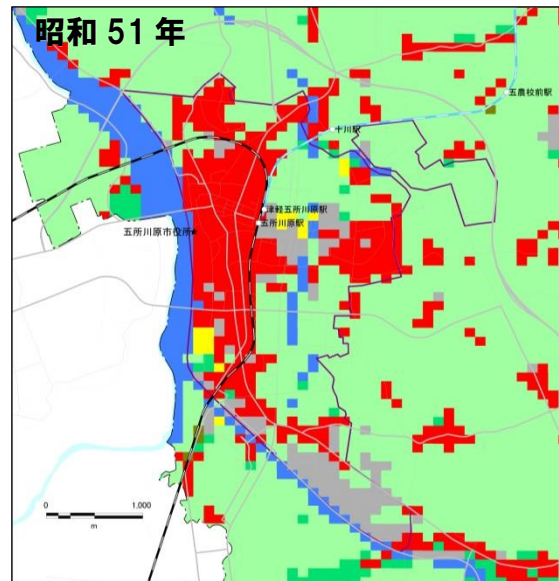 昭和 51 年
五農校前駅
十川駅
津軽五所川原駅
五所川原駅
五所川原市役所
0 1,000
m